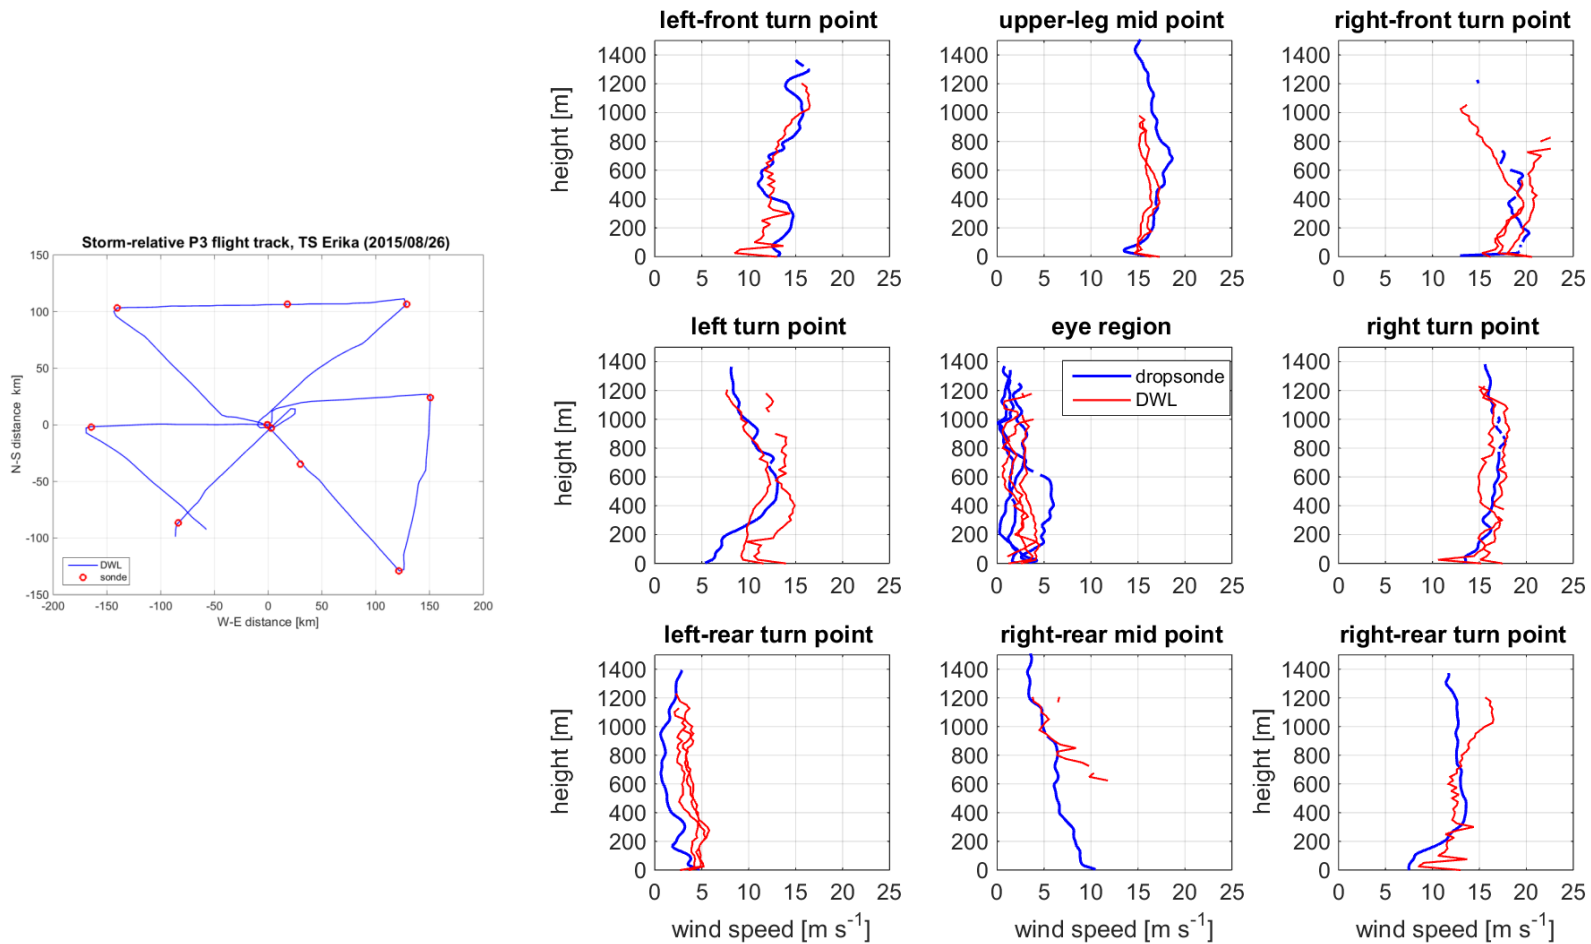 Storm-relative P3 flight track, TS Erika (2015/08/26)
N-S distance  km]
150
100
50
0
-50
-100
-150
-200 -150 -100 -50 0 50 100 150 200
W-E distance [km]
DWL
sonde
left-front turn point
height [m]
1400
1200
1000
800
600
400
200
0
0 5 10 15 20 25
upper-leg mid point
1400
1200
1000
800
600
400
200
0
0 5 10 15 20 25
right-front turn point
1400
1200
1000
800
600
400
200
0
0 5 10 15 20 25
left turn point
height [m]
1400
1200
1000
800
600
400
200
0
0 5 10 15 20 25
eye region
dropsonde
DWL
1400
1200
1000
800
600
400
200
0
0 5 10 15 20 25
right turn point
1400
1200
1000
800
600
400
200
0
0 5 10 15 20 25
left-rear turn point
height [m]
1400
1200
1000
800
600
400
200
0
0 5 10 15 20 25
wind speed [m s-1]
right-rear mid point
1400
1200
1000
800
600
400
200
0
0 5 10 15 20 25
wind speed [m s-1]
right-rear turn point
height [m]
1400
1200
1000
800
600
400
200
0
0 5 10 15 20 25
wind speed [m s-1]